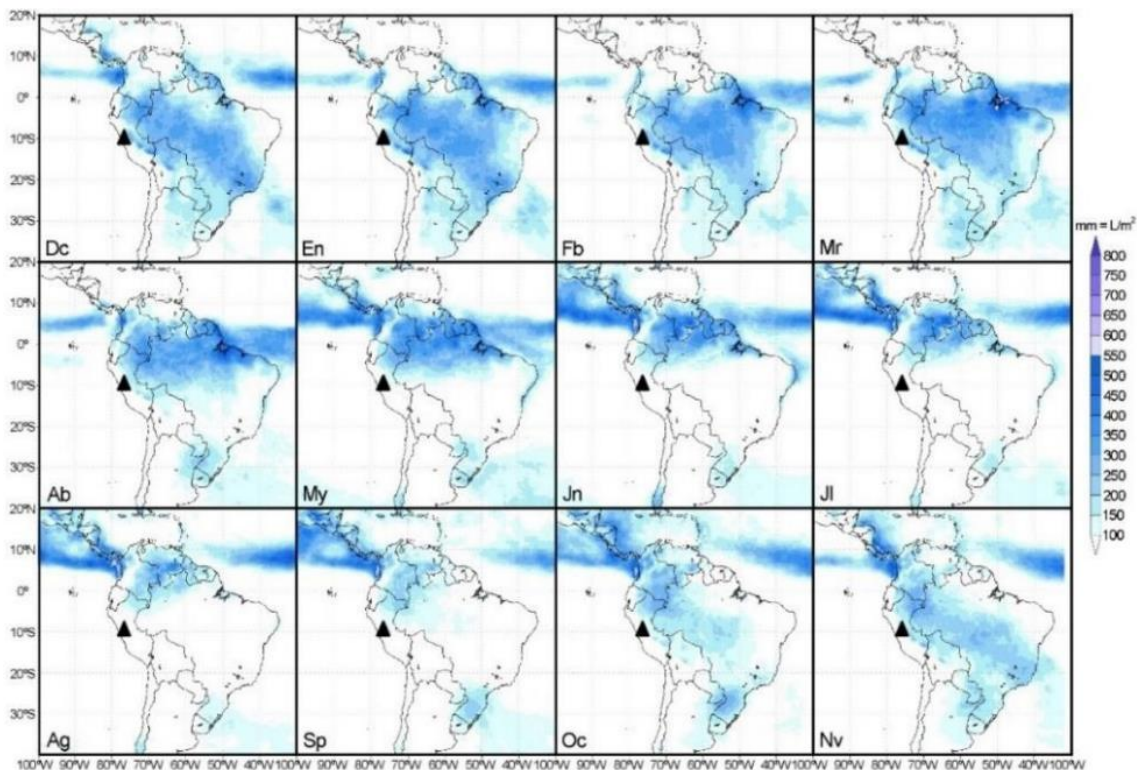 20°N
10°N
0°
10°S
20°S
30°S
Dc
En
Fb
Mr
mm = L/m²
800
750
700
650
600
550
500
450
400
350
300
200
150
100
20°N
10°N
0°
10°S
20°S
30°S
Ab
My
Jn
Jl
20°N
10°N
0°
10°S
20°S
30°S
Ag
Sp
Oc
Nv
100°W 90°W 80°W 70°W 60°W 50°W 40°W 100°W 90°W 80°W 70°W 60°W 50°W 40°W 100°W 90°W 80°W 70°W 60°W 50°W 40°W 100°W 90°W 80°W 70°W 60°W 50°W 40°W 30°W